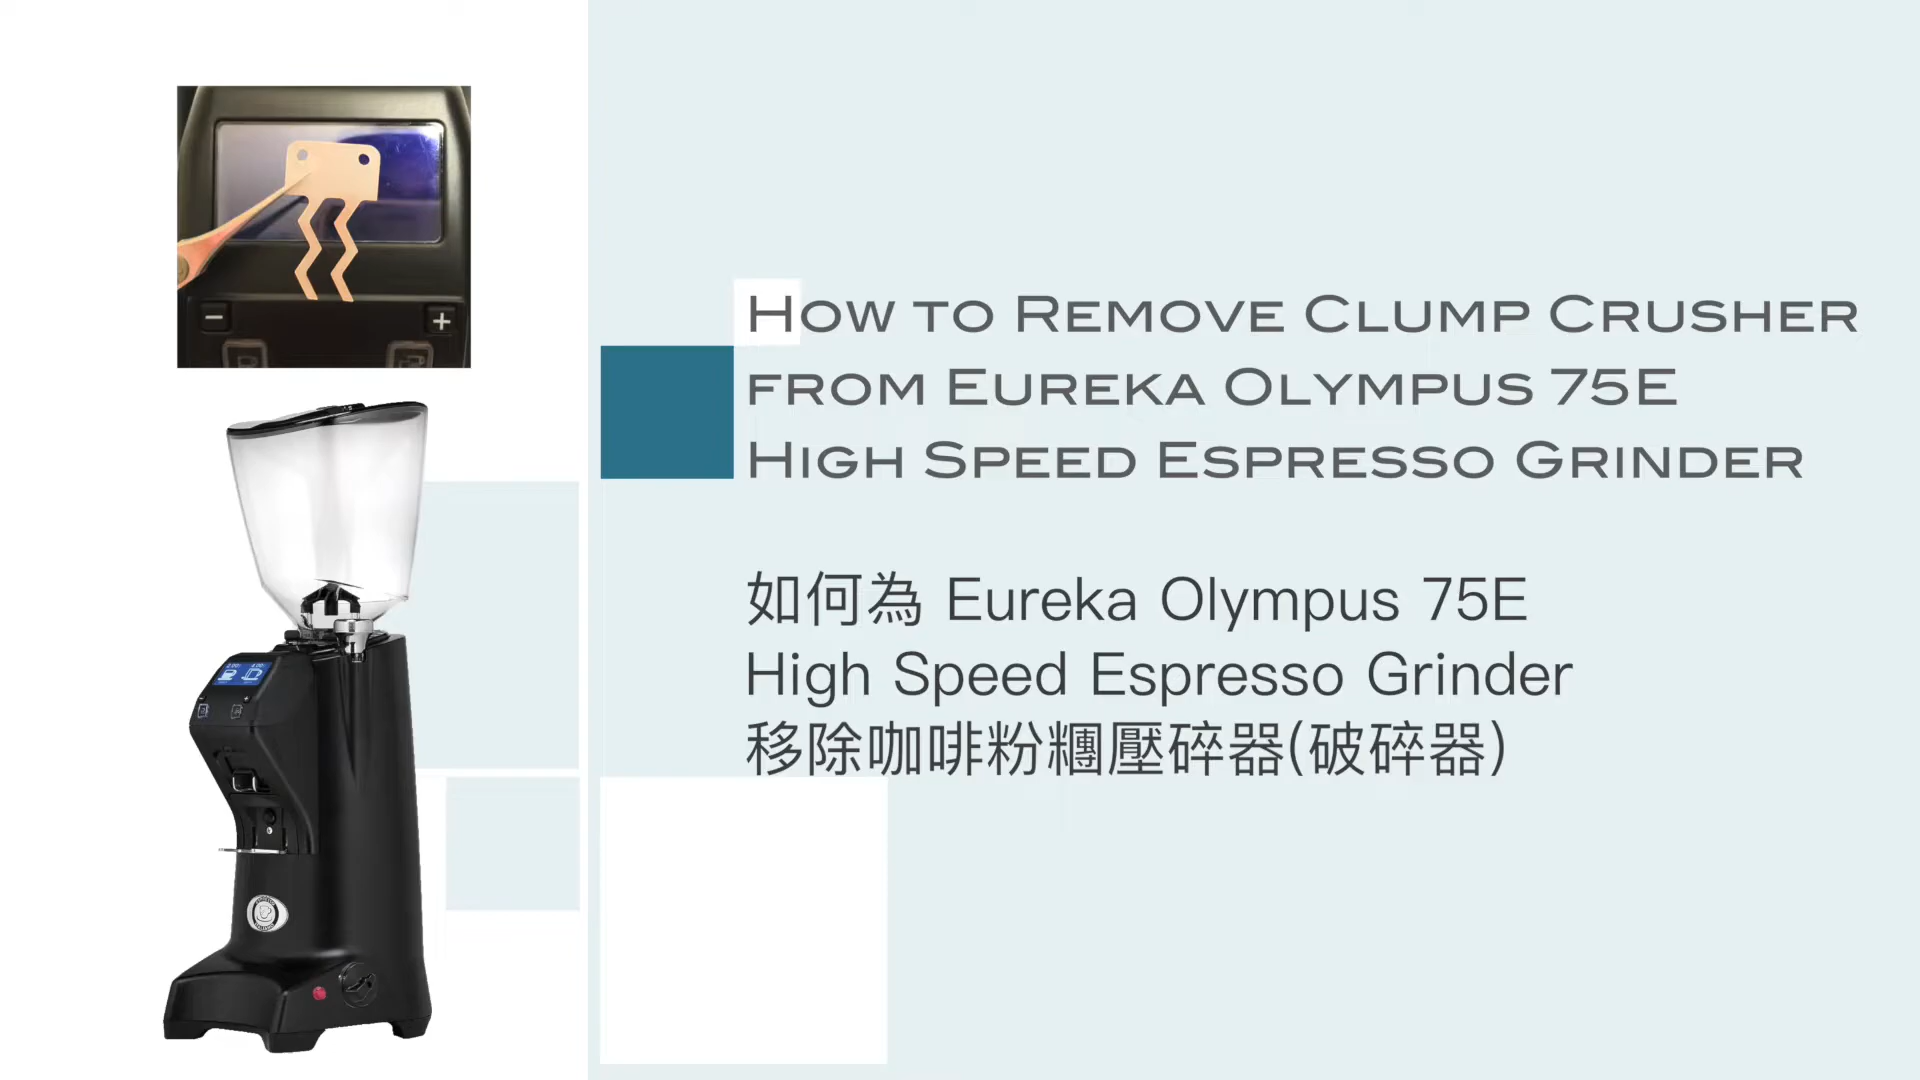 How to Remove Clump Crusher
from Eureka Olympus 75E
High Speed Espresso Grinder
如何為 Eureka Olympus 75E
High Speed Espresso Grinder
移除咖啡粉糰壓碎器(破碎器)